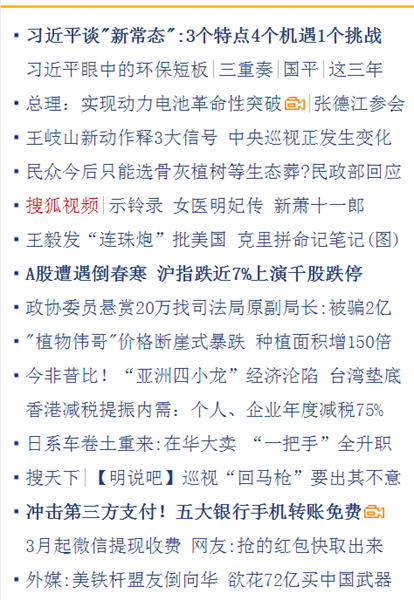 · 习近平谈"新常态":3个特点4个机遇1个挑战
习近平眼中的环保短板|三重奏|国平|这三年
· 总理：实现动力电池革命性突破|张德江参会
· 王岐山新动作释3大信号 中央巡视正发生变化
· 民众今后只能选骨灰植树等生态葬?民政部回应
· 搜狐视频|示铃录 女医明妃传 新萧十一郎
· 王毅发“连珠炮”批美国 克里拼命记笔记(图)
· A股遭遇倒春寒 沪指跌近7%上演千股跌停
· 政协委员悬赏20万找司法局原副局长:被骗2亿
· "植物伟哥"价格断崖式暴跌 种植面积增150倍
· 今非昔比！“亚洲四小龙”经济沦陷 台湾垫底
香港减税提振内需：个人、企业年度减税75%
· 日系车卷土重来:在华大卖 “一把手”全升职
· 搜天下|【明说吧】巡视“回马枪”要出其不意
· 冲击第三方支付！五大银行手机转账免费
3月起微信提现收费 网友:抢的红包快取出来
· 外媒:美铁杆盟友倒向华 欲花72亿买中国武器